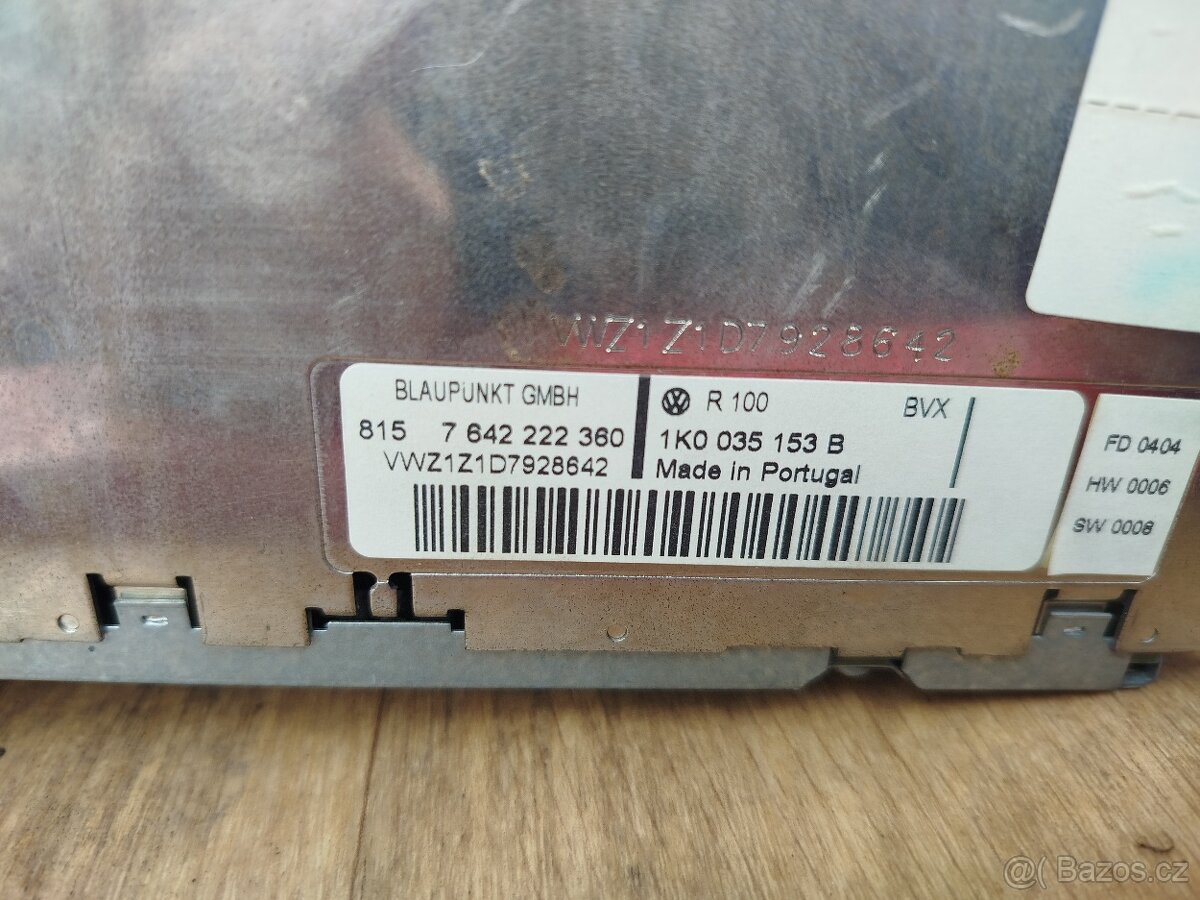 VWZ1Z1D7928642
BLAUPUNKT GMBH
815 7 642 222 360
VWZ1Z1D7928642
R 100 BVX
1K0 035 153 B
Made in Portugal
FD 0404
HW 0006
SW 0008
@( Bazos.cz